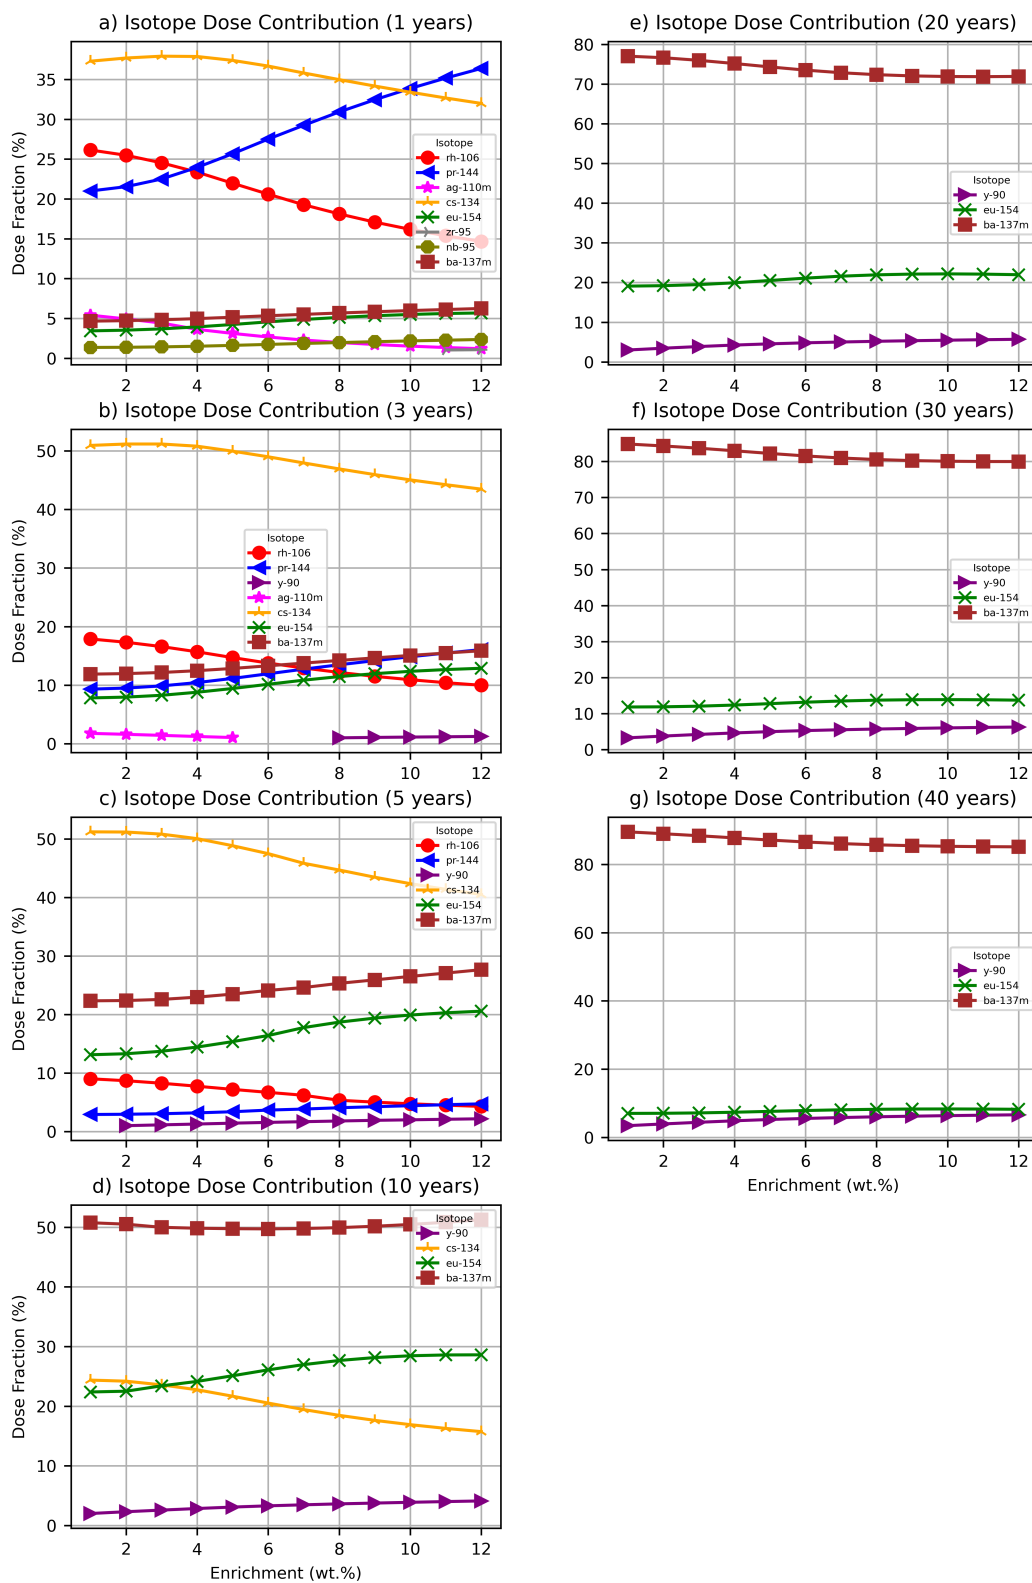 a) Isotope Dose Contribution (1 years)
Dose Fraction (%)
35
30
25
20
15
10
5
0
2
4
6
8
10
12
Isotope
rh-106
pr-144
ag-110m
cs-134
eu-154
zr-95
nb-95
ba-137m
b) Isotope Dose Contribution (3 years)
Dose Fraction (%)
50
40
30
20
10
0
2
4
6
8
10
12
Isotope
rh-106
pr-144
y-90
ag-110m
cs-134
eu-154
ba-137m
c) Isotope Dose Contribution (5 years)
Dose Fraction (%)
50
40
30
20
10
0
2
4
6
8
10
12
Isotope
rh-106
pr-144
y-90
cs-134
eu-154
ba-137m
d) Isotope Dose Contribution (10 years)
Dose Fraction (%)
50
40
30
20
10
0
2
4
6
8
10
12
Enrichment (wt.%)
Isotope
y-90
cs-134
eu-154
ba-137m
e) Isotope Dose Contribution (20 years)
80
70
60
50
40
30
20
10
0
2
4
6
8
10
12
Isotope
y-90
eu-154
ba-137m
f) Isotope Dose Contribution (30 years)
80
70
60
50
40
30
20
10
0
2
4
6
8
10
12
Isotope
y-90
eu-154
ba-137m
g) Isotope Dose Contribution (40 years)
80
60
40
20
0
2
4
6
8
10
12
Enrichment (wt.%)
Isotope
y-90
eu-154
ba-137m